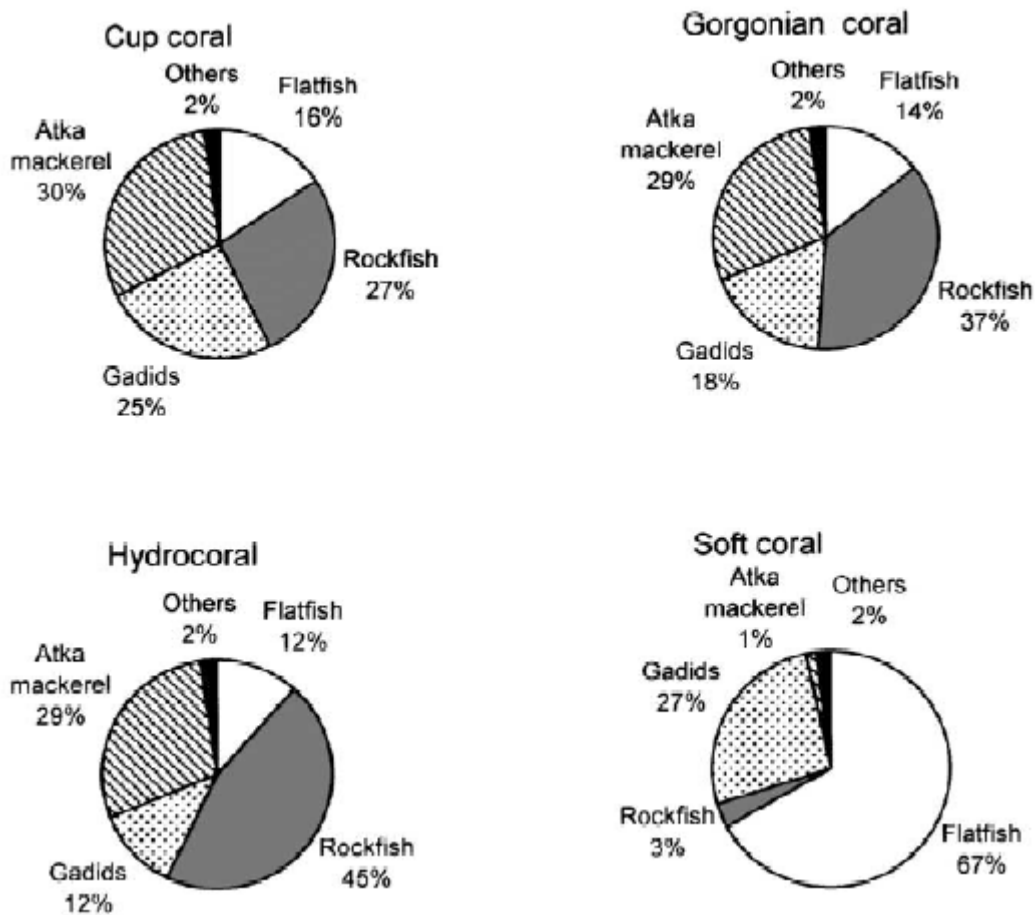 Cup coral
Others
2%
Flatfish
16%
Atka
mackerel
30%
Rockfish
27%
Gadids
25%
Gorgonian coral
Others
2%
Flatfish
14%
Atka
mackerel
29%
Rockfish
37%
Gadids
18%
Hydrocoral
Others
2%
Flatfish
12%
Atka
mackerel
29%
Rockfish
45%
Gadids
12%
Soft coral
Atka
mackerel
1%
Others
2%
Gadids
27%
Rockfish
3%
Flatfish
67%